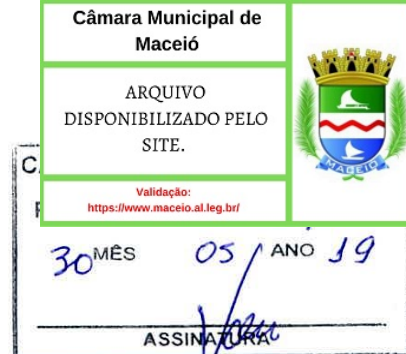 Câmara Municipal de
Maceió
ARQUIVO
DISPONIBILIZADO PELO
SITE.
Validação:
https://www.maceio.al.leg.br/
MACEIÓ
C
30 MÊS 05 ANO 19
ASSINATURA